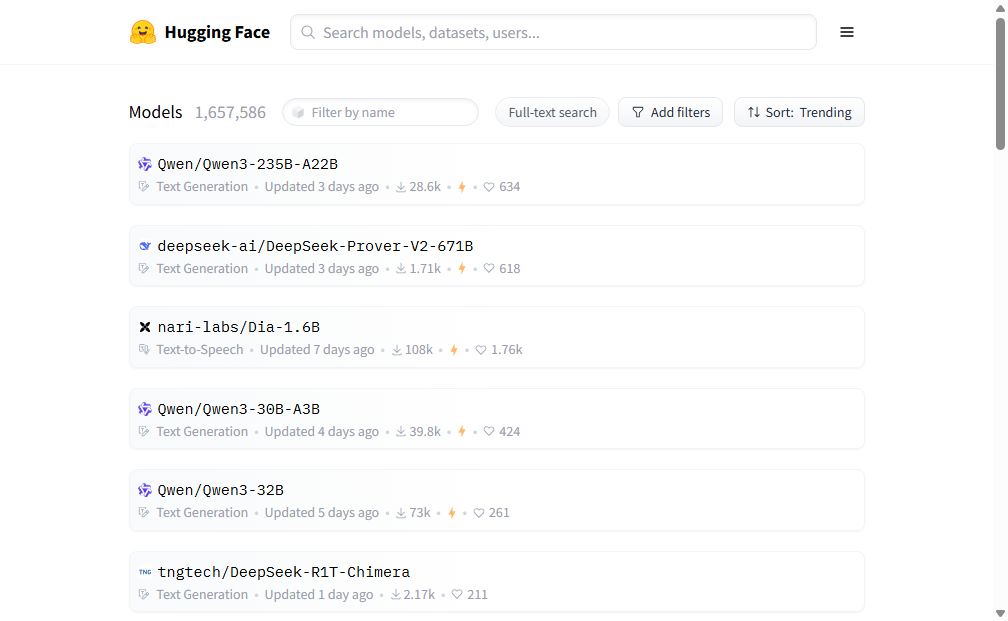 Hugging Face
Search models, datasets, users...
Models 1,657,586 Filter by name Full-text search Add filters Sort: Trending
Qwen/Qwen3-235B-A22B
Text Generation • Updated 3 days ago • 28.6k • • 634
deepseek-ai/DeepSeek-Prover-V2-671B
Text Generation • Updated 3 days ago • 1.71k • • 618
nari-labs/Dia-1.6B
Text-to-Speech • Updated 7 days ago • 108k • • 1.76k
Qwen/Qwen3-30B-A3B
Text Generation • Updated 4 days ago • 39.8k • • 424
Qwen/Qwen3-32B
Text Generation • Updated 5 days ago • 73k • • 261
TNG tngtech/DeepSeek-R1T-Chimera
Text Generation • Updated 1 day ago • 2.17k • 211